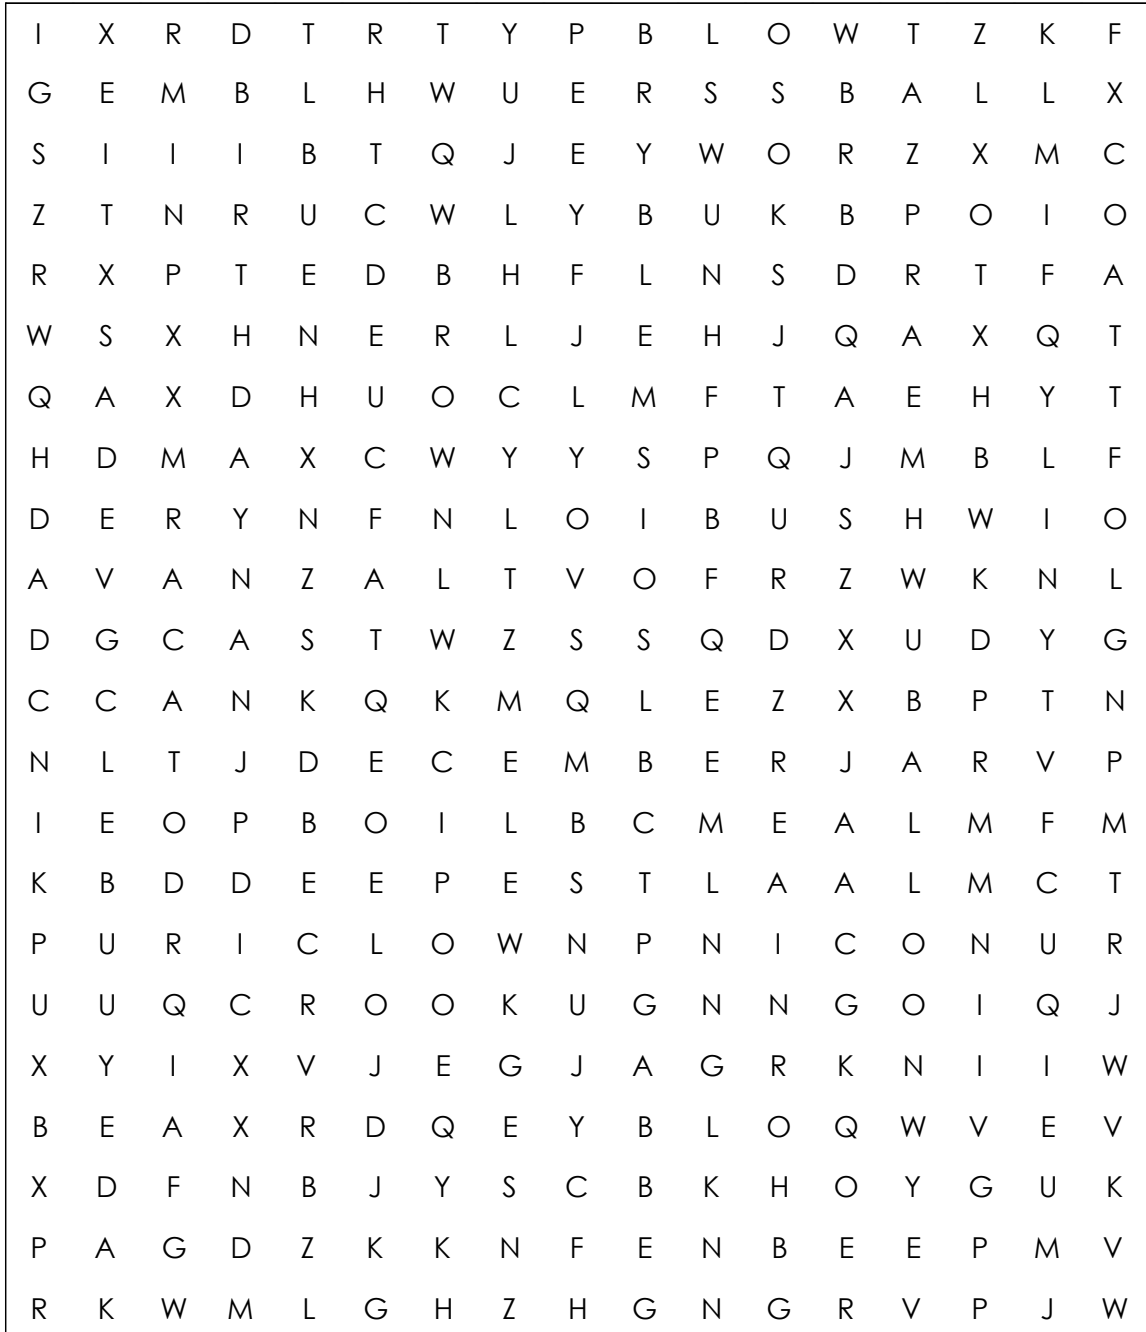 I X R D T R T Y P B L O W T Z K F
G E M B L H W U E R S S B A L L X
S I I I B T Q J E Y W O R Z X M C
Z T N R U C W L Y B U K B P O I O
R X P T E D B H F L N S D R T F A
W S X H N E R L J E H J Q A X Q T
Q A X D H U O C L M F T A E H Y T
H D M A X C W Y Y S P Q J M B L F
D E R Y N F N L O I B U S H W I O
A V A N Z A L T V O F R Z W K N L
D G C A S T W Z S S Q D X U D Y G
C C A N K Q K M Q L E Z X B P T N
N L T J D E C E M B E R J A R V P
I E O P B O I L B C M E A L M F M
K B D D E E P E S T L A A L M C T
P U R I C L O W N P N I C O N U R
U U Q C R O O K U G N N G O I Q J
X Y I X V J E G J A G R K N I I W
B E A X R D Q E Y B L O Q W V E V
X D F N B J Y S C B K H O Y G U K
P A G D Z K K N F E N B E E P M V
R K W M L G H Z H G N G R V P J W